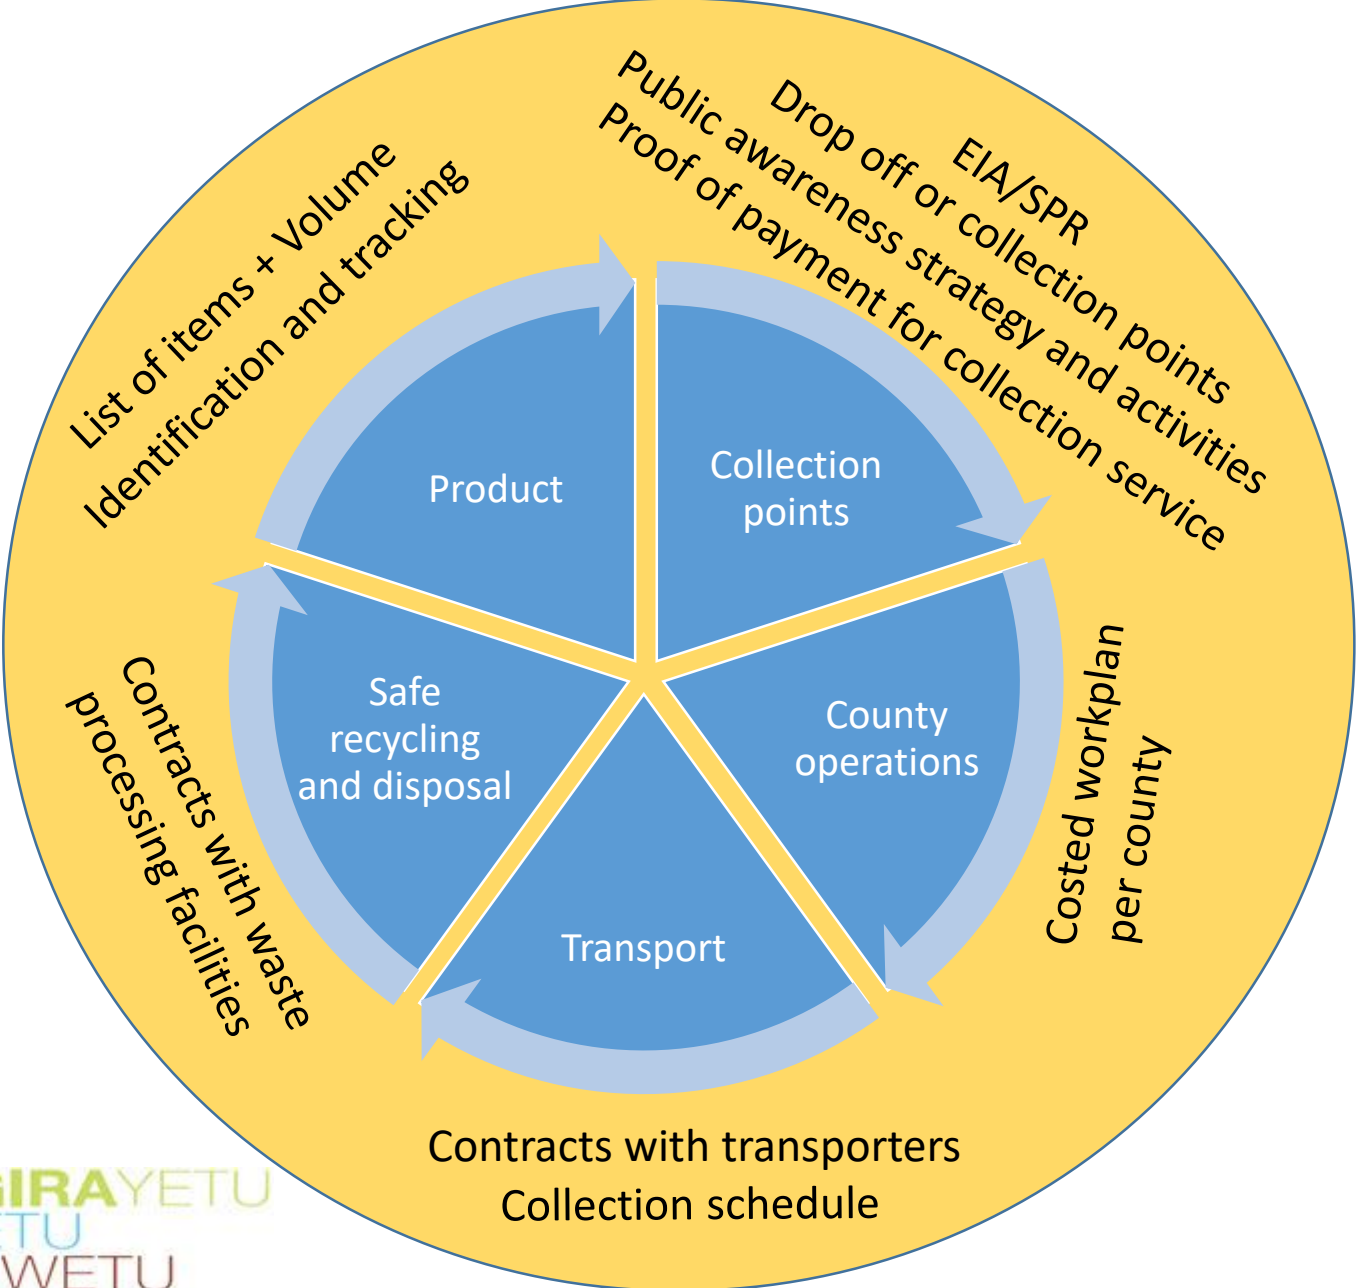 EIA/SPR
Drop off or collection points
Public awareness strategy and activities
Proof of payment for collection service
List of items + Volume
Identification and tracking
Product
Collection
points
Safe
recycling
and disposal
County
operations
Transport
Costed workplan
per county
Contracts with waste
processing facilities
Contracts with transporters
Collection schedule
GIRAYETU
ETU
WETU